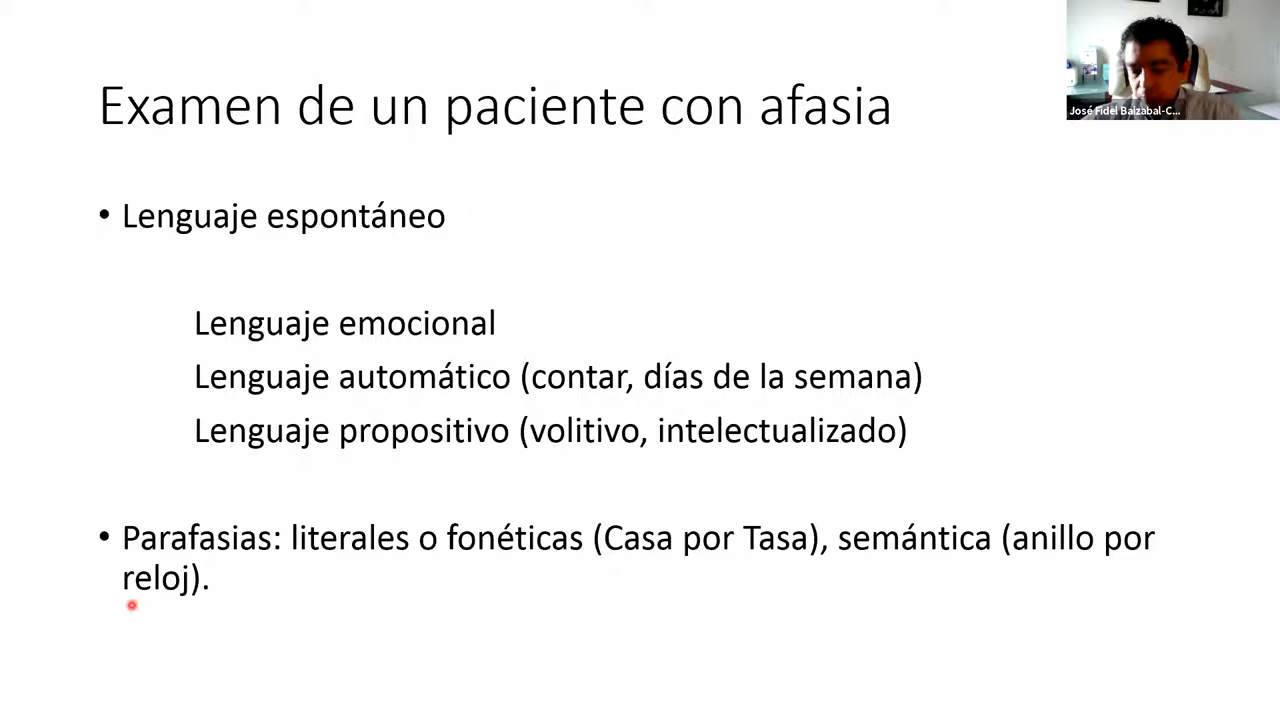 Examen de un paciente con afasia
José Fidel Baizabal-C...
• Lenguaje espontáneo
Lenguaje emocional
Lenguaje automático (contar, días de la semana)
Lenguaje propositivo (volitivo, intelectualizado)
• Parafasias: literales o fonéticas (Casa por Tasa), semántica (anillo por
reloj).